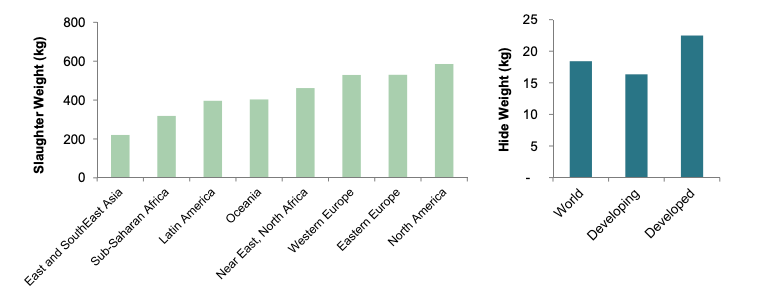 Slaughter Weight (kg)
800
600
400
200
0
East and SouthEast Asia
Sub-Saharan Africa
Latin America
Oceania
Near East, North Africa
Western Europe
Eastern Europe
North America
Hide Weight (kg)
25
20
15
10
5
-
World
Developing
Developed